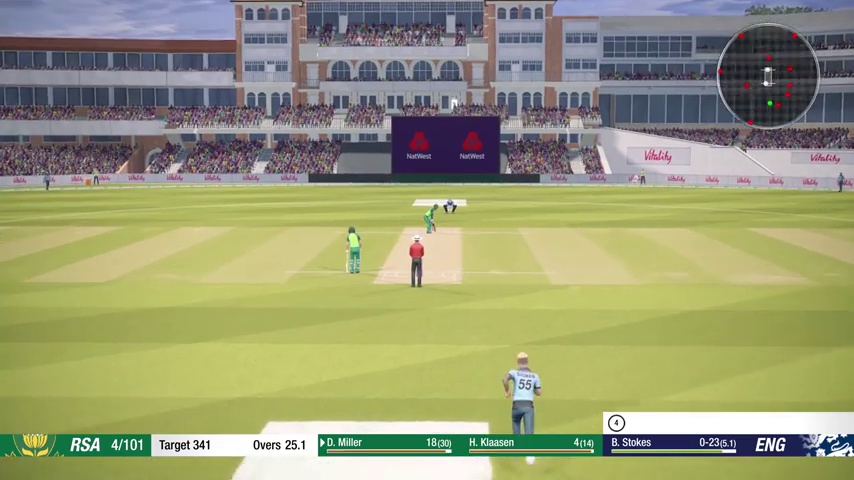 NatWest NatWest
Vitality Vitality
STOKES
55
4
RSA 4/101 Target 341 Overs 25.1 D. Miller 18(30) H. Klaasen 4(14) B. Stokes 0-23(5.1) ENG